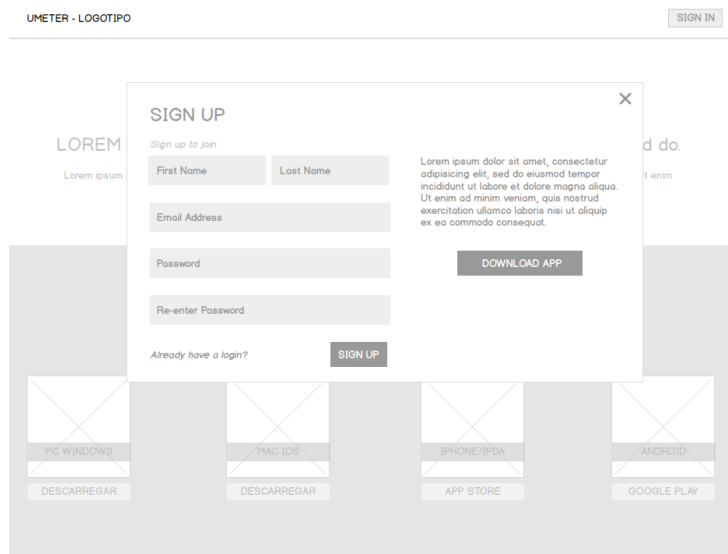 UMETER - LOGOTIPO
SIGN IN
SIGN UP
Sign up to join
LOREM
d do.
Lorem ipsum
t enim
First Name
Last Name
Email Address
Password
Re-enter Password
Already have a login?
SIGN UP
Lorem ipsum dolor sit amet, consectetur
adipisicing elit, sed do eiusmod tempor
incididunt ut labore et dolore magna aliqua.
Ut enim ad minim veniam, quis nostrud
exercitation ullamco laboris nisi ut aliquip
ex ea commodo consequat.
DOWNLOAD APP
PC WINDOWS
MAC IOS
IPHONE/IPDA
ANDROID
DESCARREGAR
DESCARREGAR
APP STORE
GOOGLE PLAY